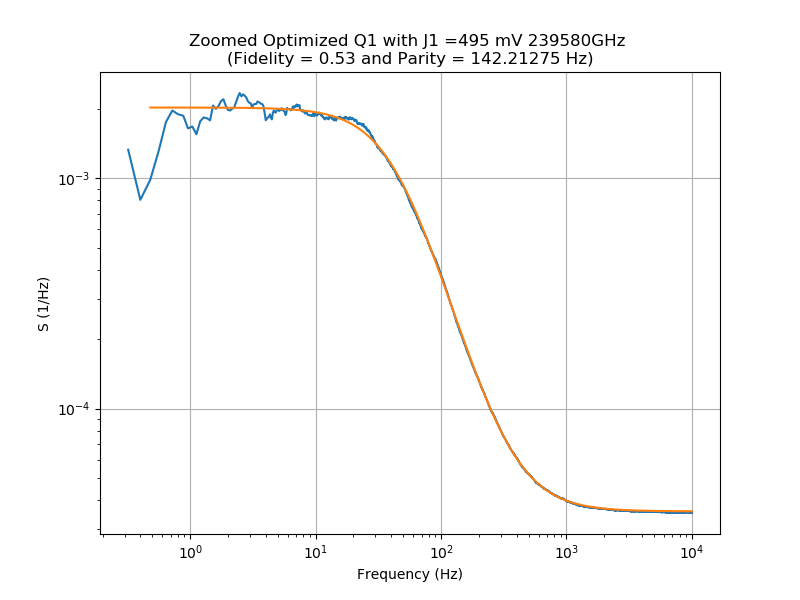 Zoomed Optimized Q1 with J1 =495 mV 239580GHz
(Fidelity = 0.53 and Parity = 142.21275 Hz)
S (1/Hz)
10⁻³
10⁻⁴
10⁰ 10¹ 10² 10³ 10⁴
Frequency (Hz)